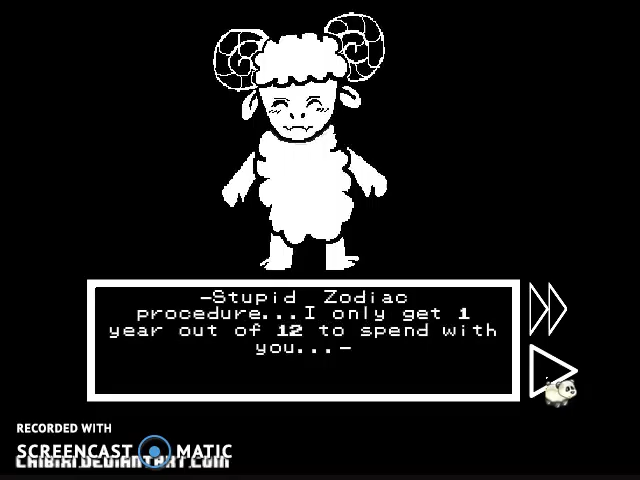 -Stupid Zodiac
procedure...I only get 1
year out of 12 to spend with
you...-
RECORDED WITH
SCREENCAST MATIC